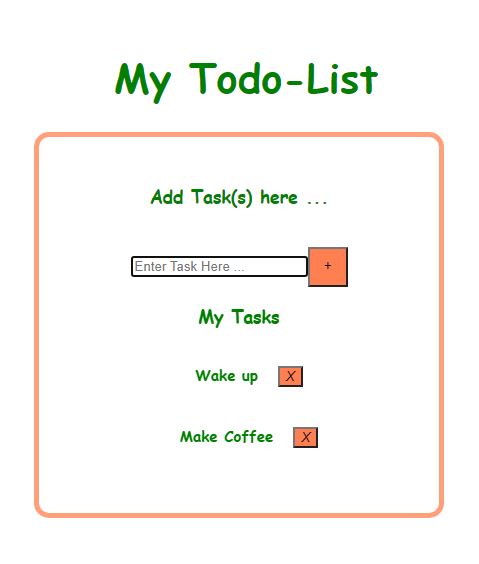 My Todo-List
Add Task(s) here ...
Enter Task Here ... +
My Tasks
Wake up X
Make Coffee X